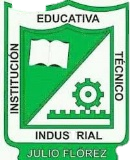 INSTITUCIÓN
EDUCATIVA
TÉCNICO
INDUS RIAL
JULIO FLOREZ